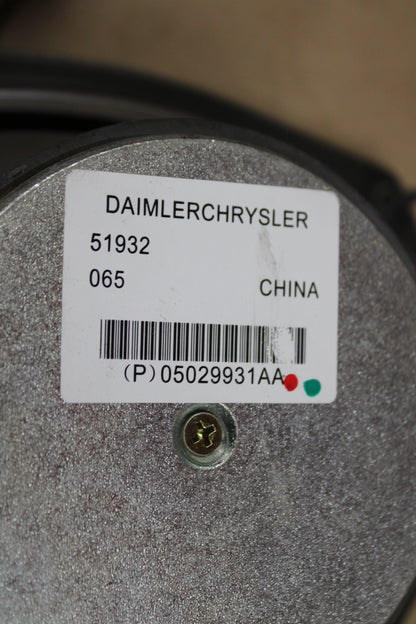 DAIMLERCHRYSLER
51932
065 CHINA
(P)05029931AA